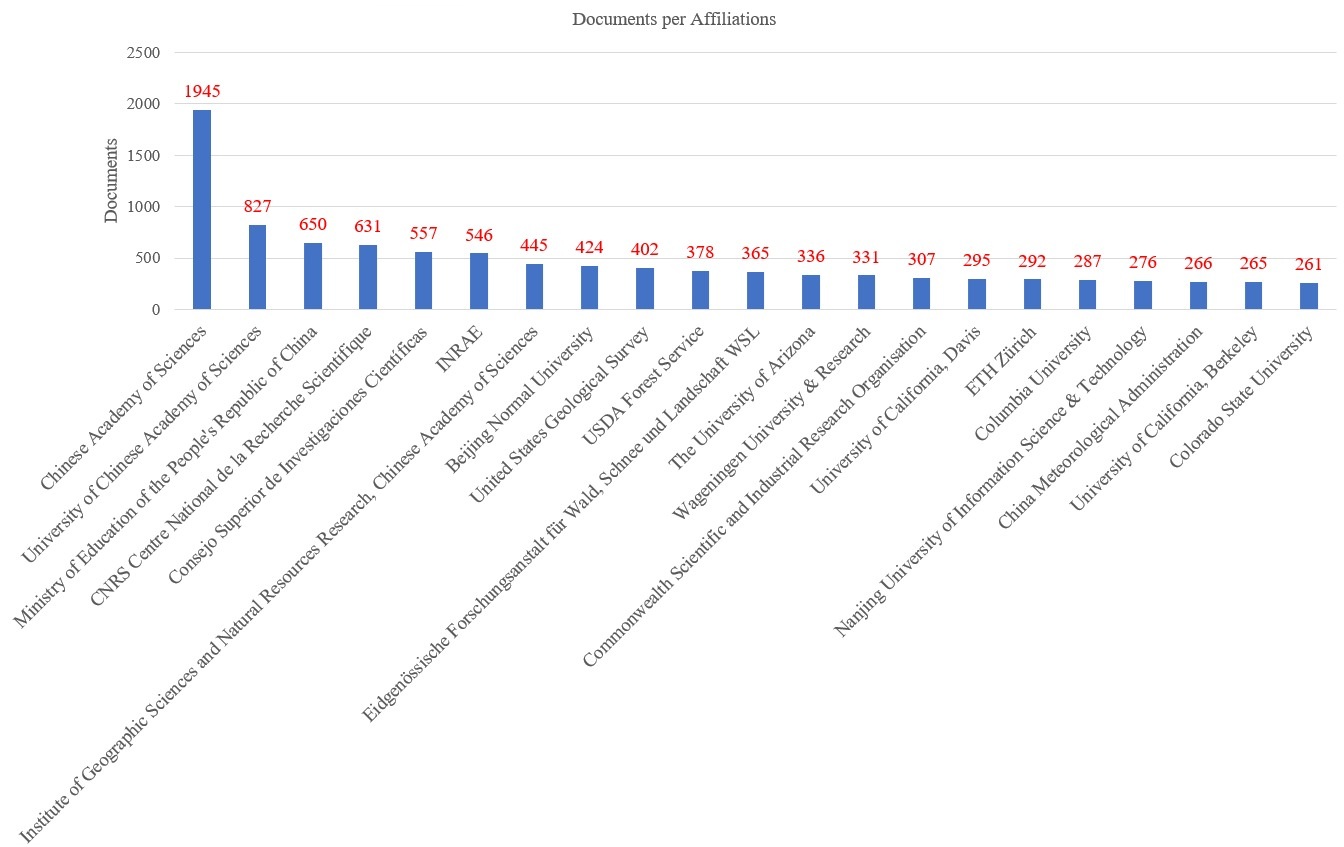 Documents per Affiliations
Documents
2500
2000
1500
1000
500
0
1945
827
650
631
557
546
445
424
402
378
365
336
331
307
295
292
287
276
266
265
261
Chinese Academy of Sciences
University of Chinese Academy of Sciences
Ministry of Education of the People's Republic of China
CNRS Centre National de la Recherche Scientifique
Consejo Superior de Investigaciones Científicas
INRAE
Institute of Geographic Sciences and Natural Resources Research, Chinese Academy of Sciences
Beijing Normal University
United States Geological Survey
USDA Forest Service
Eidgenössische Forschungsanstalt für Wald, Schnee und Landschaft WSL
The University of Arizona
Wageningen University & Research
Commonwealth Scientific and Industrial Research Organisation
University of California, Davis
ETH Zürich
Columbia University
Nanjing University of Information Science & Technology
China Meteorological Administration
University of California, Berkeley
Colorado State University